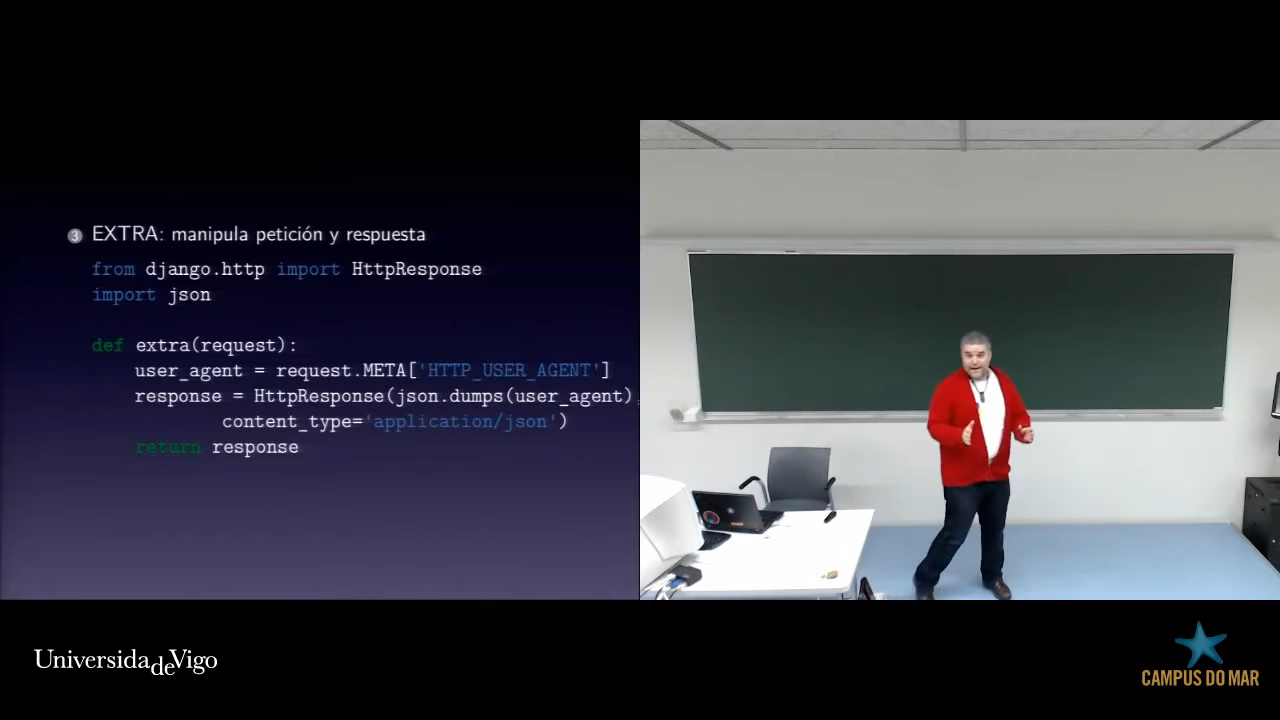 3 EXTRA: manipula petición y respuesta
from django.http import HttpResponse
import json
def extra(request):
user_agent = request.META['HTTP_USER_AGENT']
response = HttpResponse(json.dumps(user_agent),
content_type='application/json')
return response
UniversidadeVigo
CAMPUS DO MAR